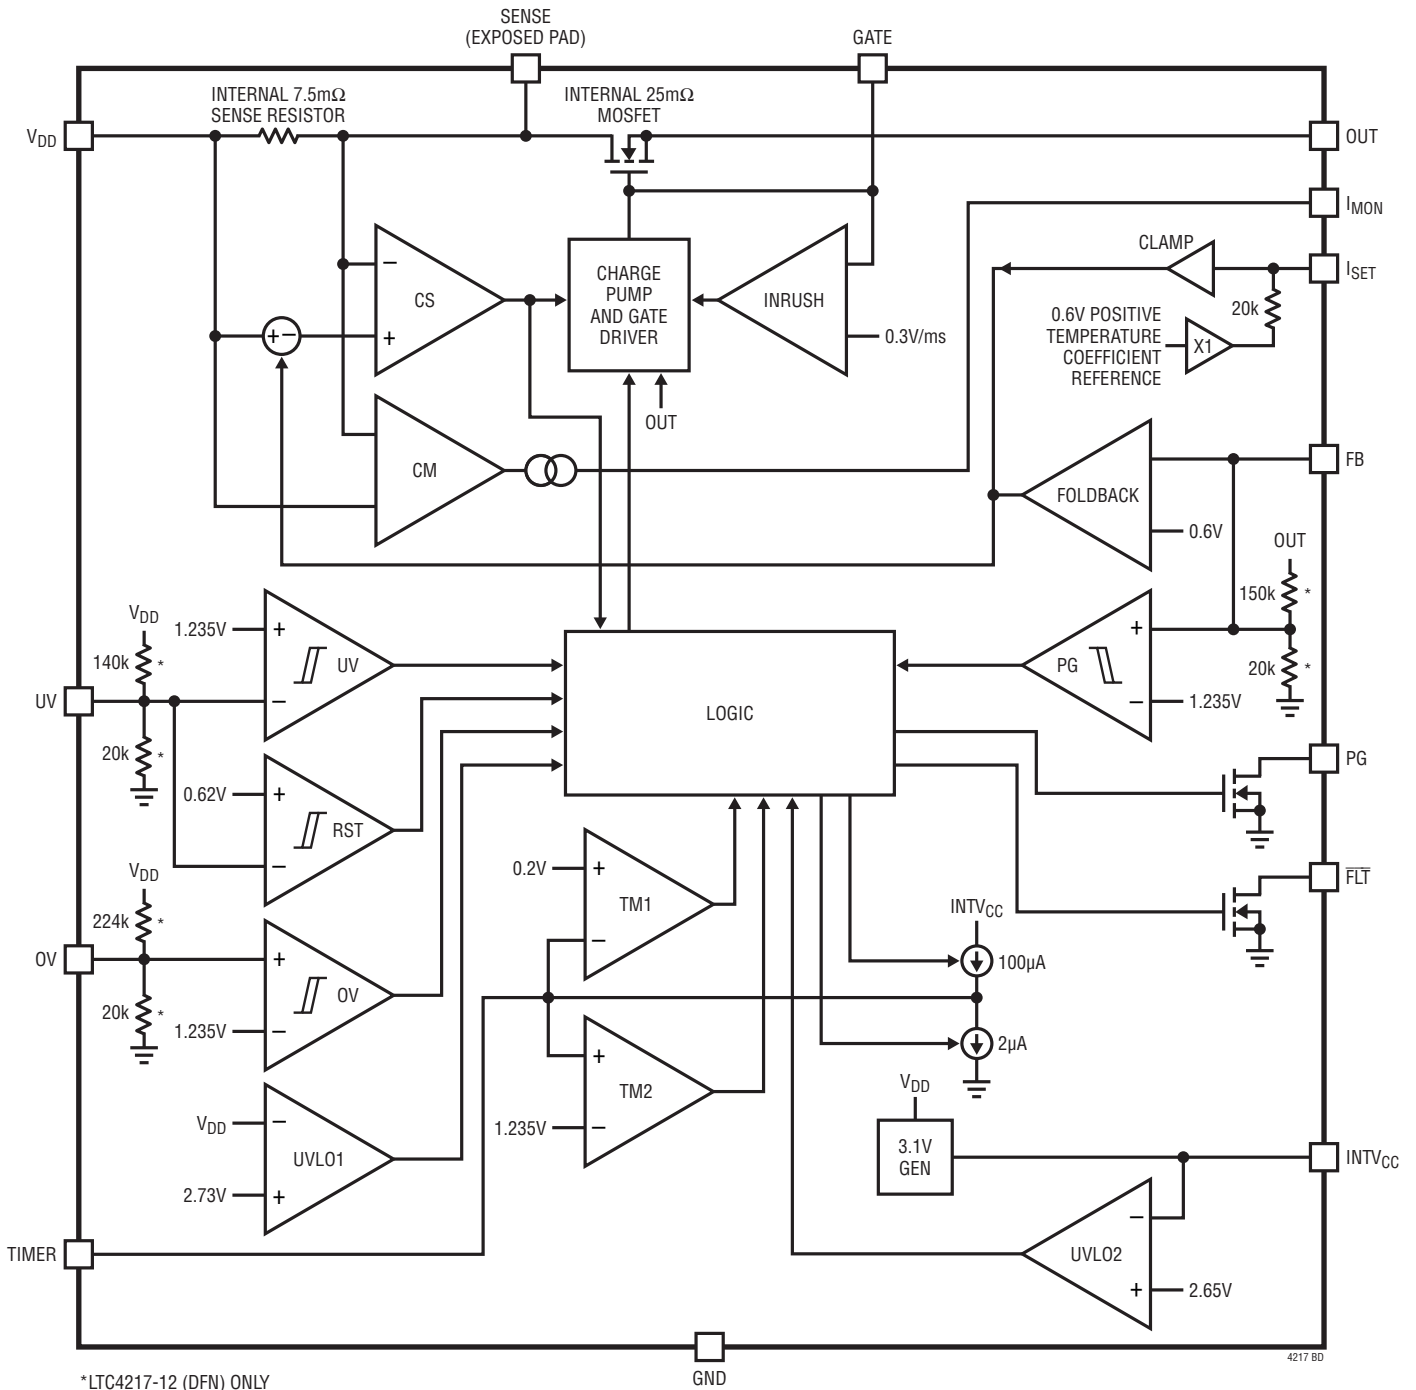 SENSE
(EXPOSED PAD)
GATE
INTERNAL 7.5mΩ
SENSE RESISTOR
INTERNAL 25mΩ
MOSFET
VDD
OUT
IMON
CLAMP
ISET
−
CS
+
+−
CHARGE
PUMP
AND GATE
DRIVER
INRUSH
0.3V/ms
0.6V POSITIVE
TEMPERATURE
COEFFICIENT
REFERENCE
X1
20k
OUT
CM
FOLDBACK
FB
0.6V
OUT
150k *
20k *
VDD
1.235V
+
140k *
UV
UV
−
20k *
LOGIC
+
PG
−
1.235V
PG
0.62V
+
RST
−
VDD
224k *
OV
+
OV
20k *
1.235V
−
0.2V
+
TM1
−
INTVCC
100µA
2µA
FLT
+
TM2
1.235V
−
VDD
−
UVLO1
2.73V
+
VDD
3.1V
GEN
INTVCC
−
UVLO2
+
2.65V
TIMER
GND
4217 BD
*LTC4217-12 (DFN) ONLY